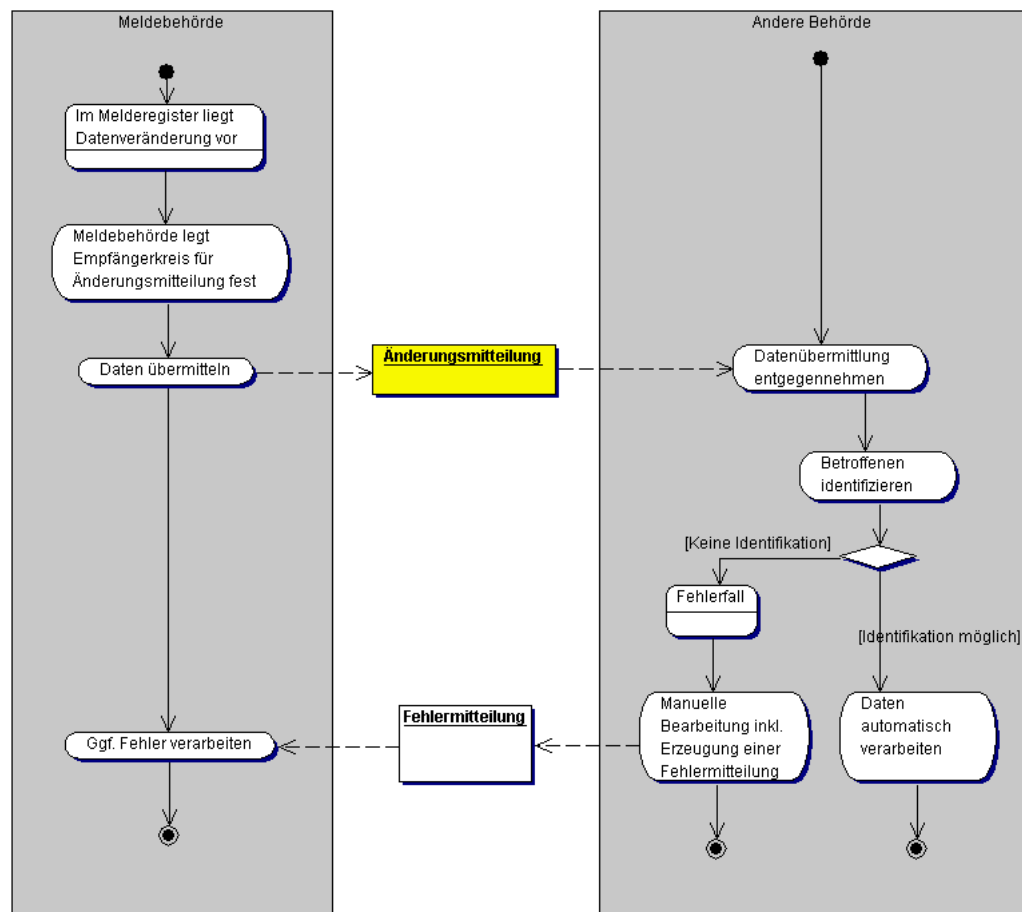 Meldebehörde
Im Melderegister liegt
Datenveränderung vor
Meldebehörde legt
Empfängerkreis für
Änderungsmitteilung fest
Daten übermitteln
Änderungsmitteilung
Fehlermitteilung
Ggf. Fehler verarbeiten
Andere Behörde
Datenübermittlung
entgegennehmen
Betroffenen
identifizieren
[Keine Identifikation]
Fehlerfall
[Identifikation möglich]
Manuelle
Bearbeitung inkl.
Erzeugung einer
Fehlermitteilung
Daten
automatisch
verarbeiten